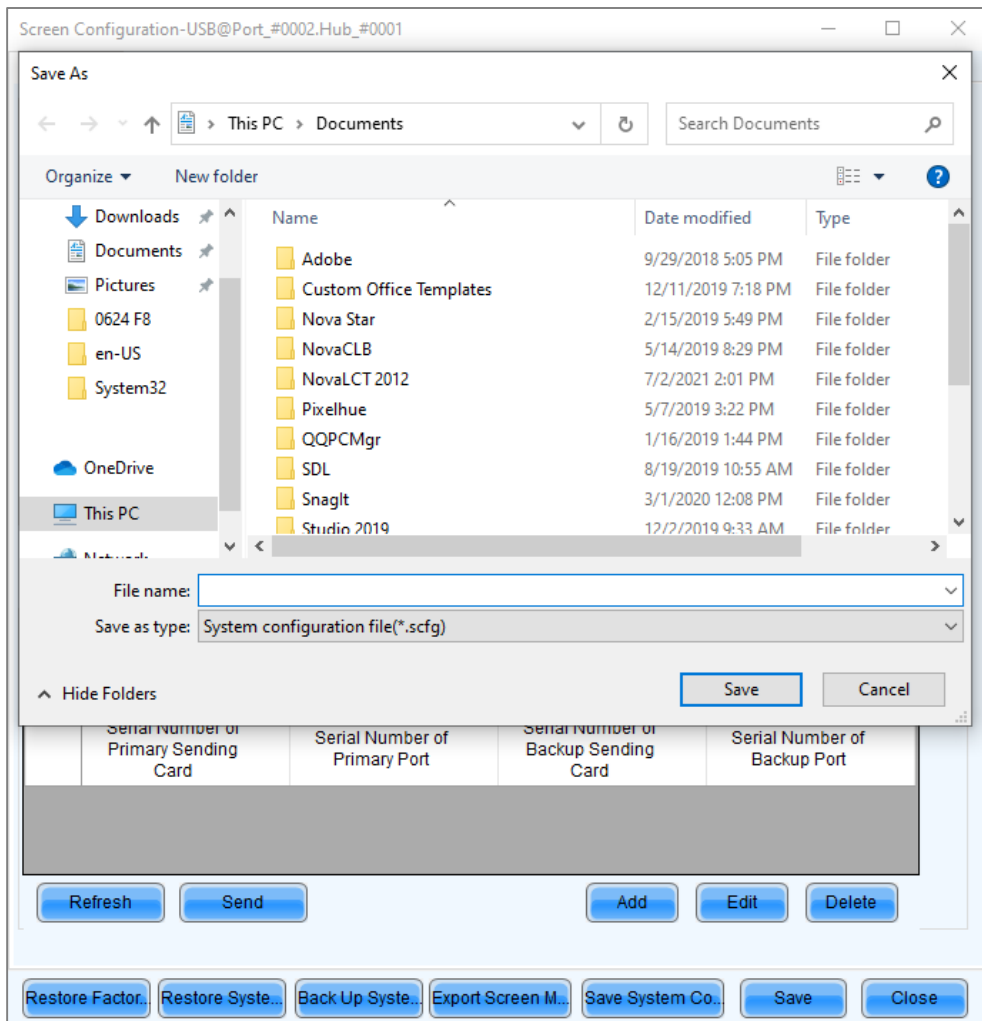 Screen Configuration-USB@Port_#0002.Hub_#0001
Save As
This PC > Documents
Search Documents
Organize
New folder
Downloads
Documents
Pictures
0624 F8
en-US
System32
OneDrive
This PC
Network
Name Date modified Type
Adobe 9/29/2018 5:05 PM File folder
Custom Office Templates 12/11/2019 7:18 PM File folder
Nova Star 2/15/2019 5:49 PM File folder
NovaCLB 5/14/2019 8:29 PM File folder
NovaLCT 2012 7/2/2021 2:01 PM File folder
Pixelhue 5/7/2019 3:22 PM File folder
QQPCMgr 1/16/2019 1:44 PM File folder
SDL 8/19/2019 10:55 AM File folder
SnagIt 3/1/2020 12:08 PM File folder
Studio 2019 12/2/2019 9:33 AM File folder
File name:
Save as type: System configuration file(*.scfg)
Hide Folders
Save
Cancel
Serial Number of
Primary Sending
Card
Serial Number of
Primary Port
Serial Number of
Backup Sending
Card
Serial Number of
Backup Port
Refresh
Send
Add
Edit
Delete
Restore Factor...
Restore Syste...
Back Up Syste...
Export Screen M...
Save System Co...
Save
Close